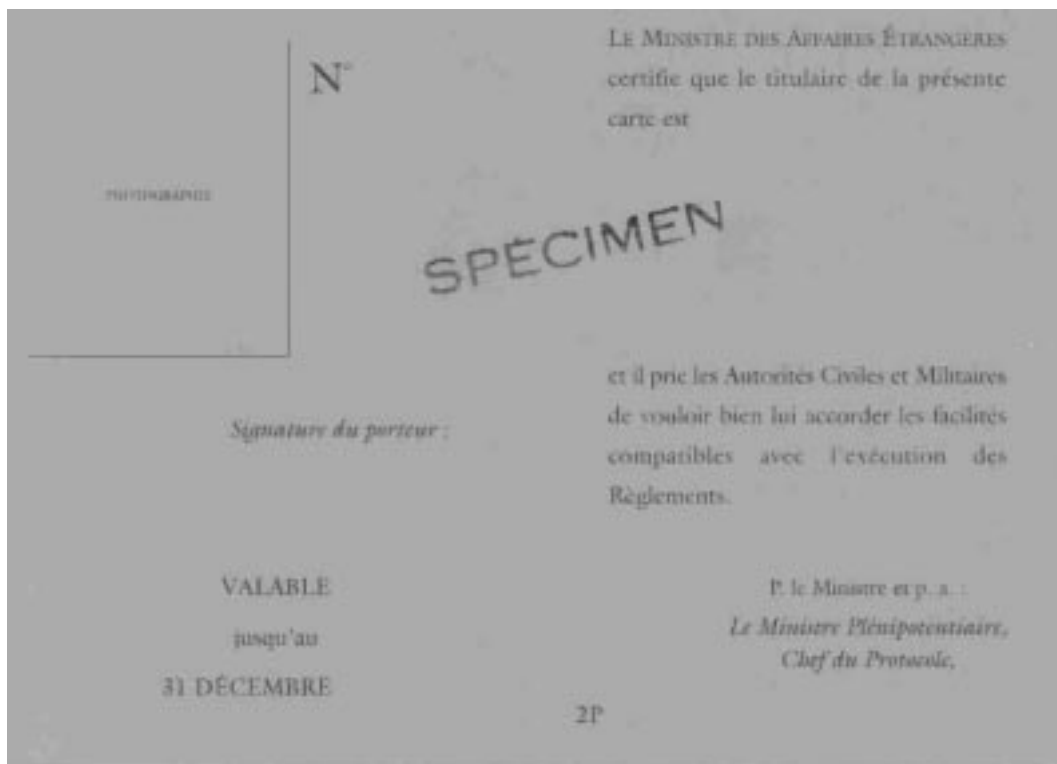 N°
PHOTOGRAPHIE
SPÉCIMEN
Signature du porteur :
VALABLE
jusqu'au
31 DÉCEMBRE
LE MINISTRE DES AFFAIRES ÉTRANGÈRES
certifie que le titulaire de la présente
carte est
et il prie les Autorités Civiles et Militaires
de vouloir bien lui accorder les facilités
compatibles avec l'exécution des
Règlements.
P. le Ministre et p. a. :
Le Ministre Plénipotentiaire,
Chef du Protocole,
2P